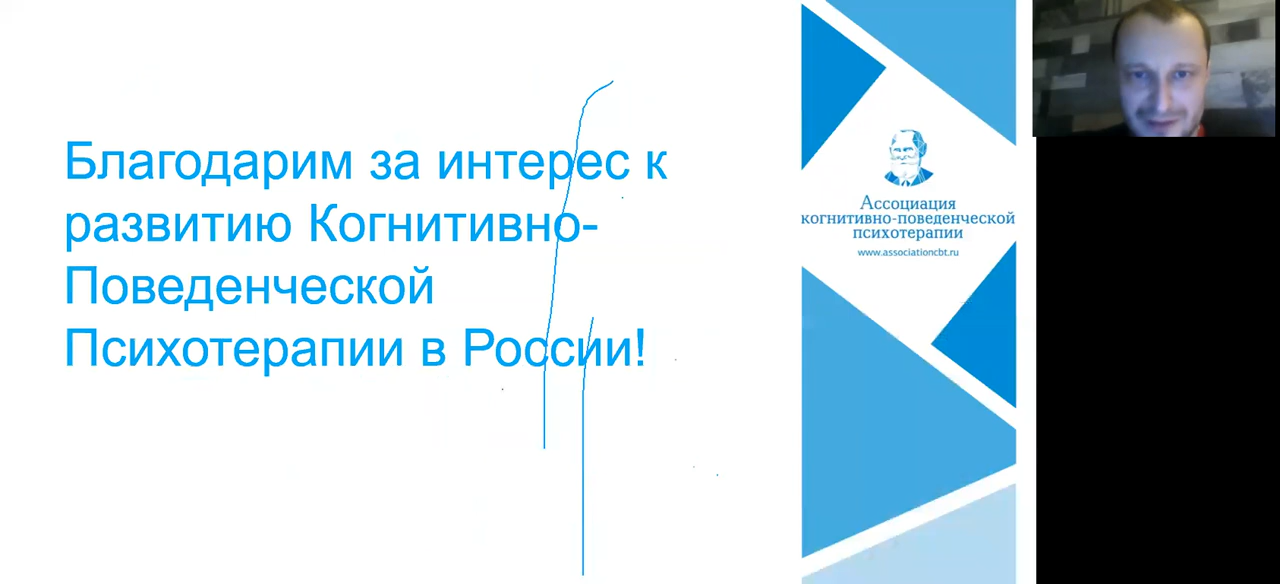 Благодарим за интерес к
развитию Когнитивно-
Поведенческой
Психотерапии в России!
Ассоциация
когнитивно-поведенческой
психотерапии
www.associationcbt.ru